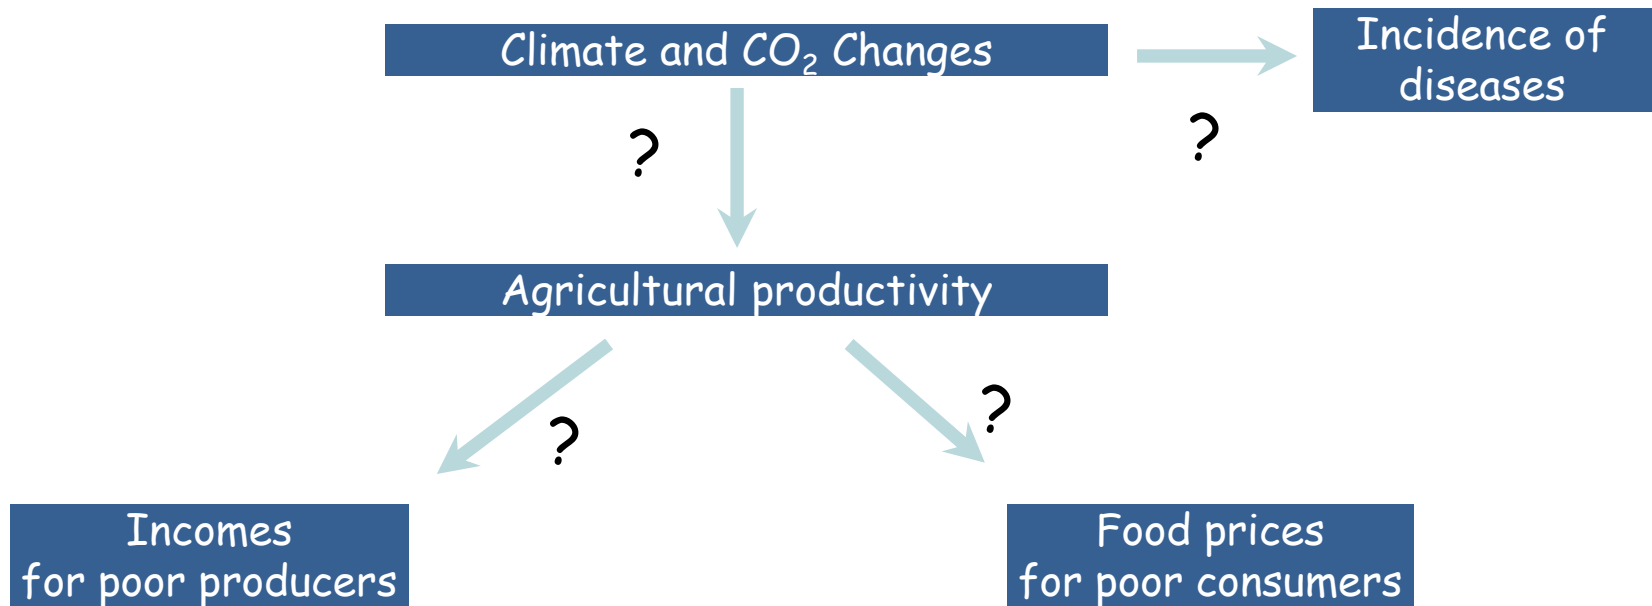 Climate and CO₂ Changes
Incidence of
diseases
?
?
Agricultural productivity
?
?
Incomes
for poor producers
Food prices
for poor consumers